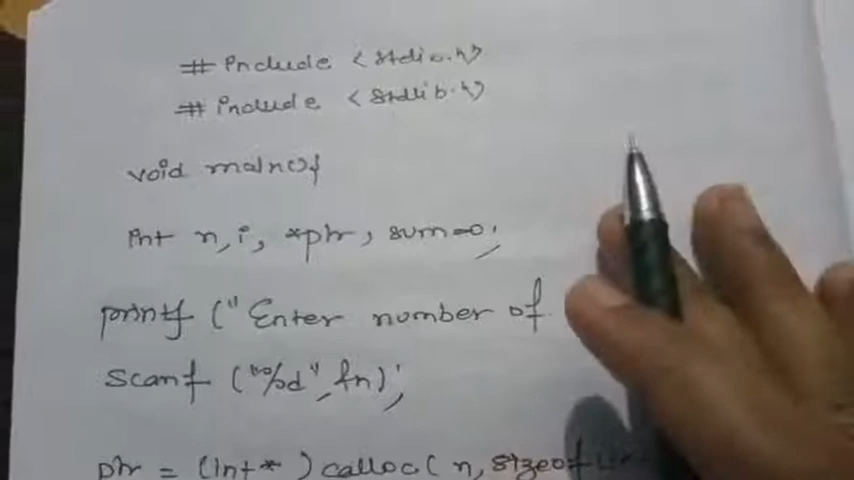 # include <stdio.h>
# include <stdlib.h>
void main(){
int n, i, *ptr, sum=0;
printf (" Enter number of
scanf ("%d", &n);
ptr = (int*) calloc( n, sizeof(